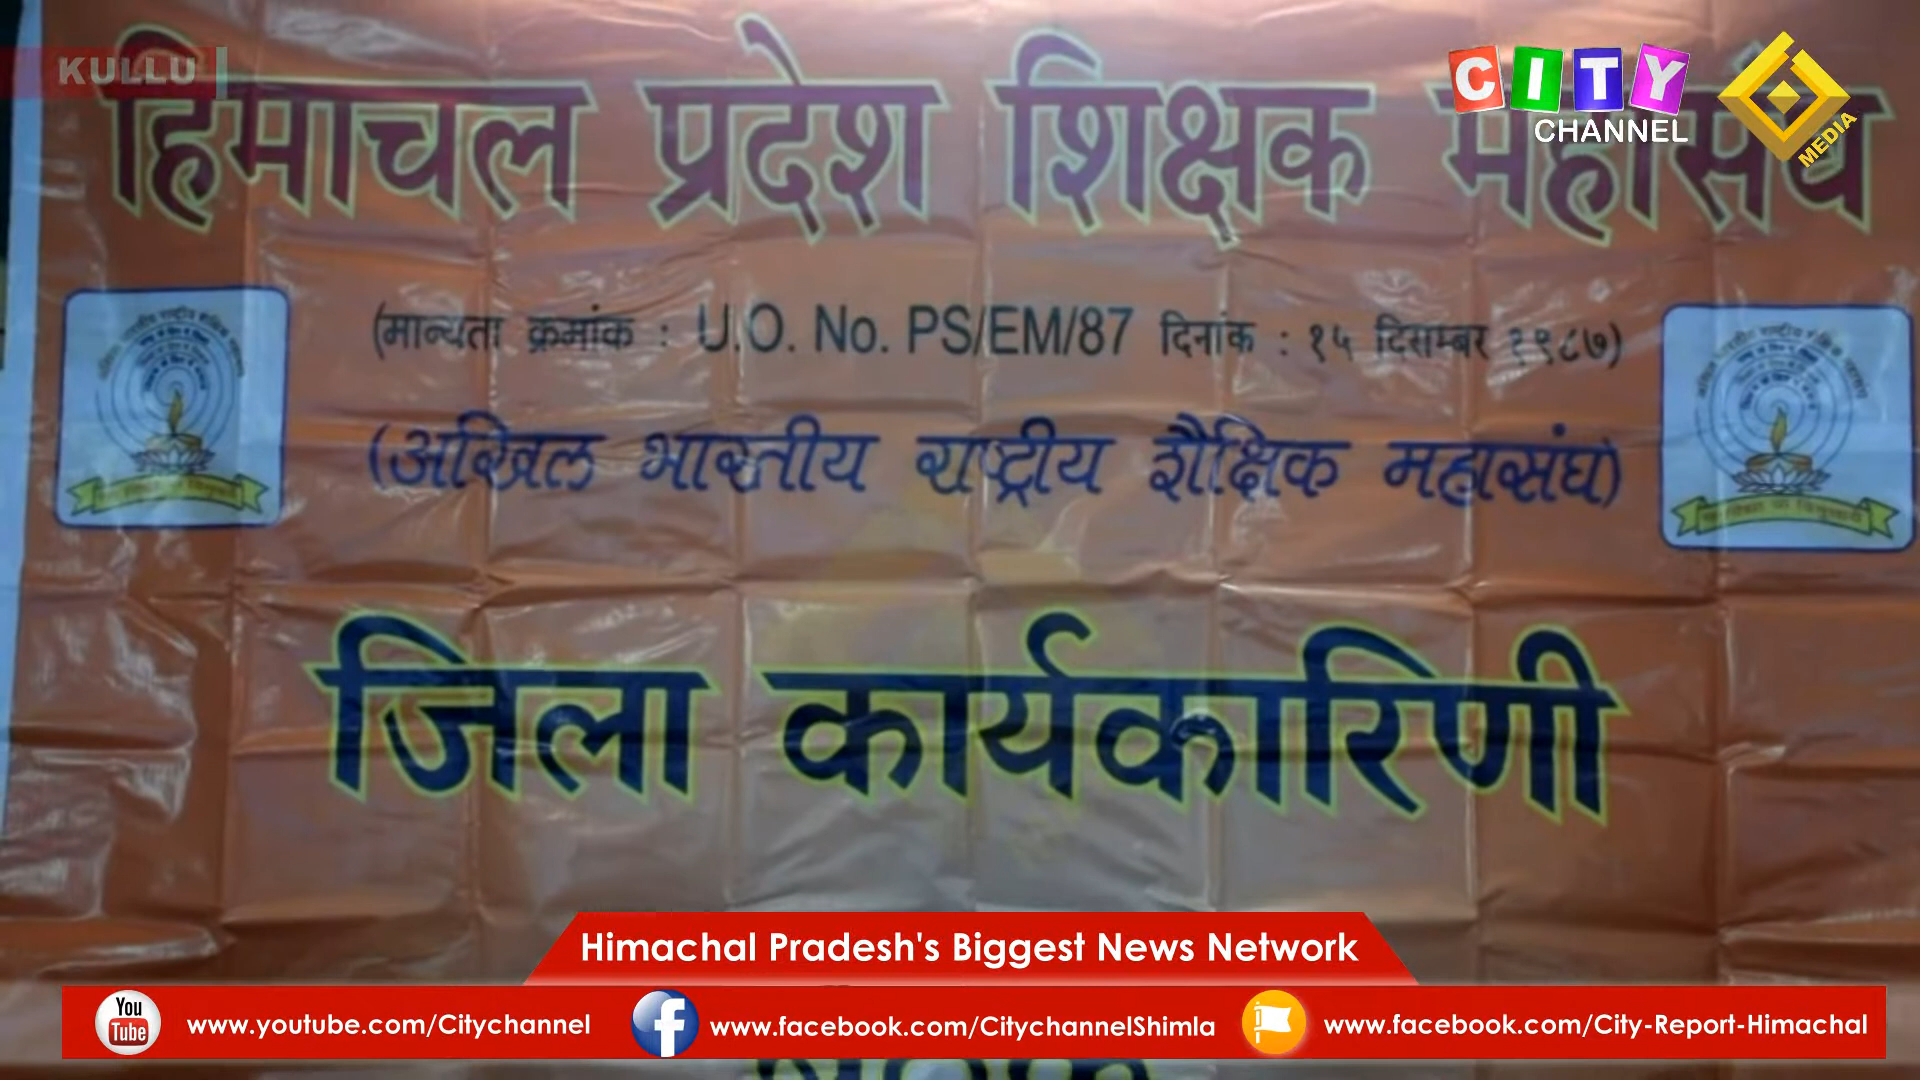 KULLU
CITY
CHANNEL
MEDIA
हिमाचल प्रदेश शिक्षक महासंघ
(मान्यता क्रमांक : U.O. No. PS/EM/87 दिनांक : १५ दिसम्बर १९८७)
(अखिल भारतीय राष्ट्रीय शैक्षिक महासंघ)
जिला कार्यकारिणी
Himachal Pradesh's Biggest News Network
You
Tube
www.youtube.com/Citychannel
www.facebook.com/CitychannelShimla
www.facebook.com/City-Report-Himachal